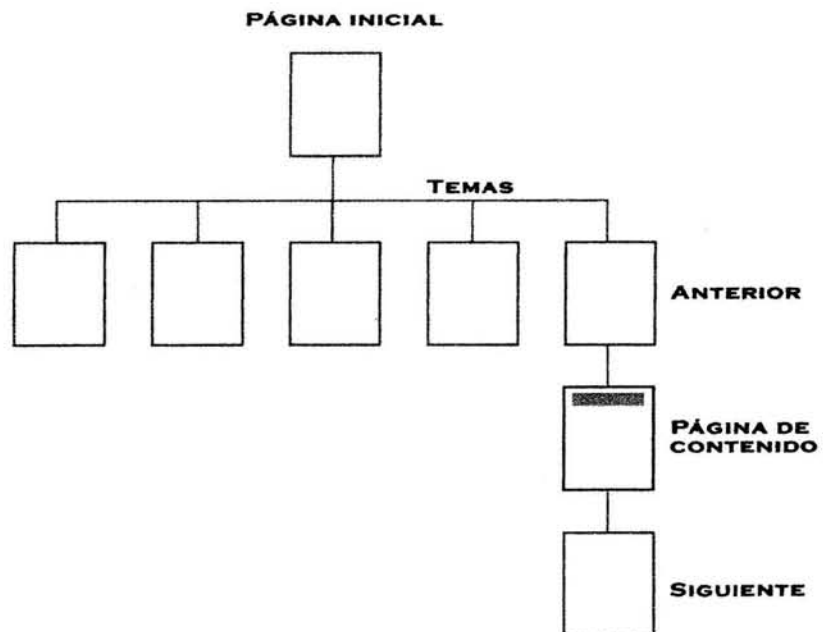 PÁGINA INICIAL
TEMAS
ANTERIOR
PÁGINA DE
CONTENIDO
SIGUIENTE